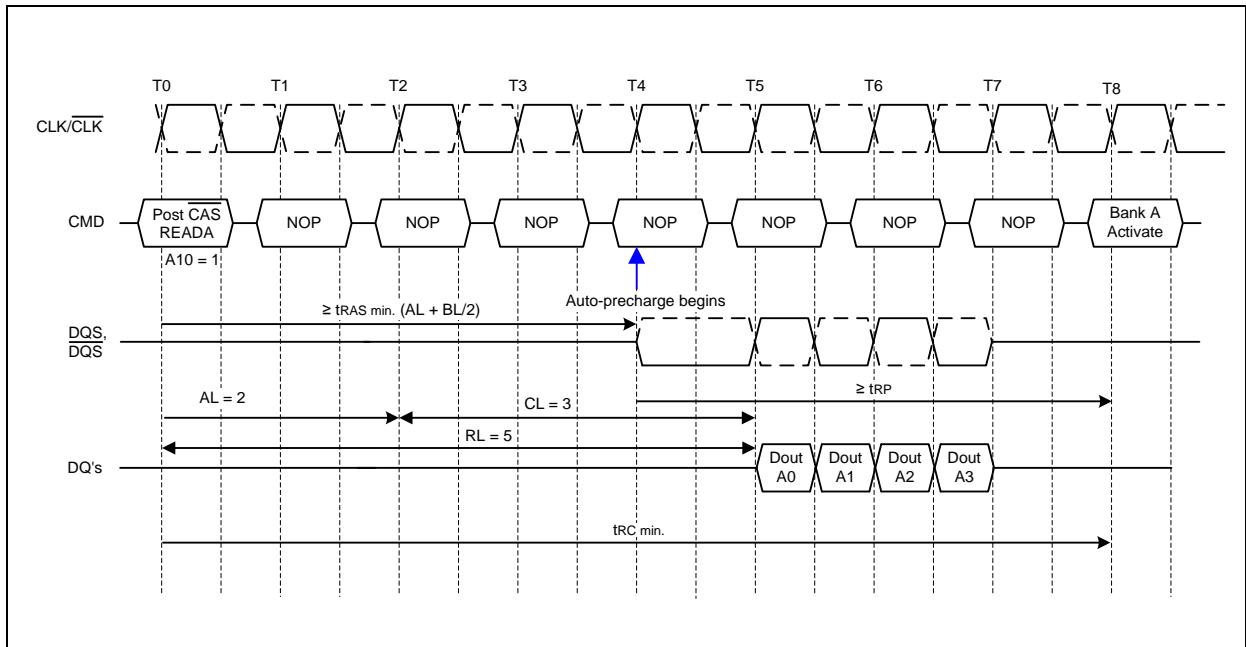 T0 T1 T2 T3 T4 T5 T6 T7 T8
CLK/CLK
CMD
Post CAS
READA
NOP NOP NOP NOP NOP NOP NOP
Bank A
Activate
A10 = 1
Auto-precharge begins
≥ tRAS min. (AL + BL/2)
DQS,
DQS
≥ tRP
AL = 2
CL = 3
RL = 5
DQ's
Dout
A0
Dout
A1
Dout
A2
Dout
A3
tRC min.